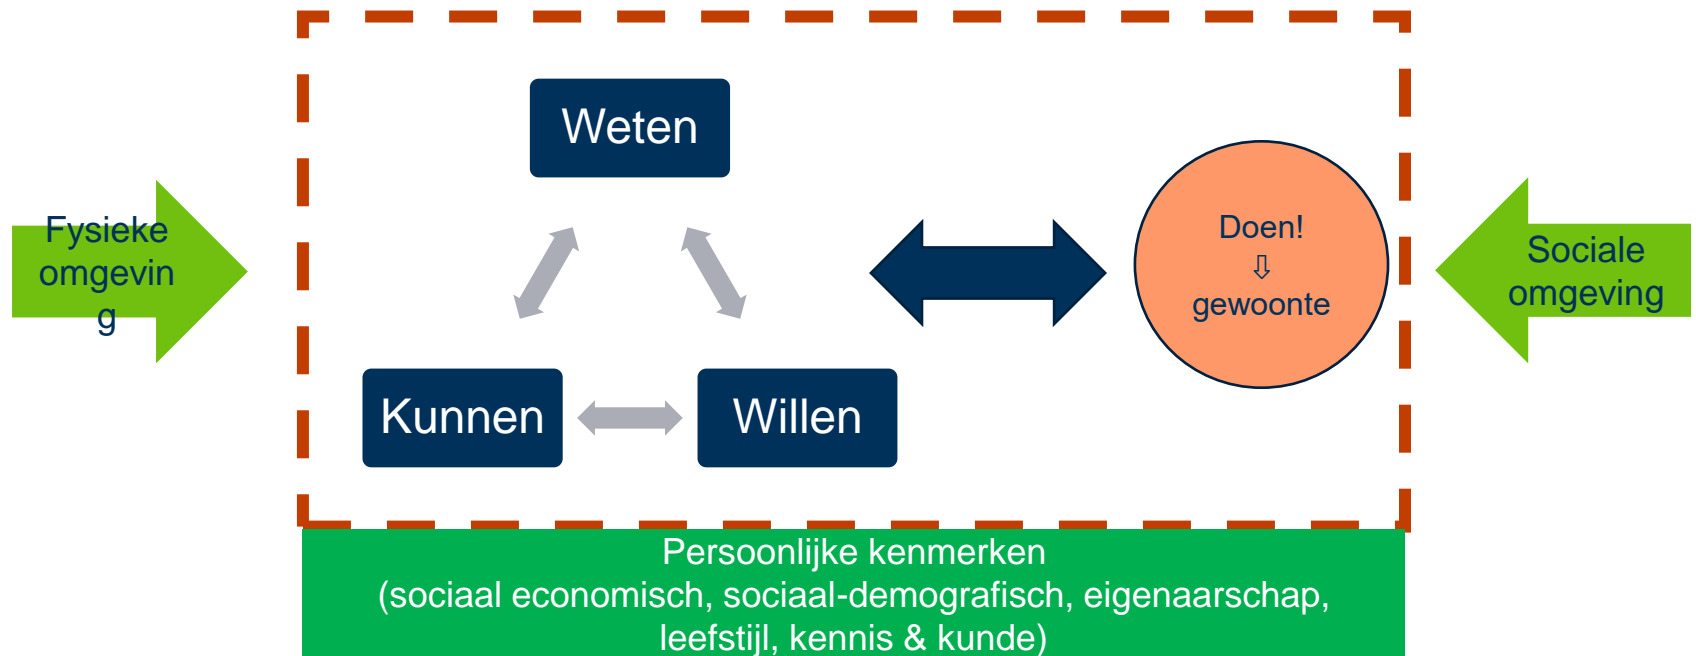 Weten
Fysieke
omgevin
g
Doen!
⇩
gewoonte
Sociale
omgeving
Kunnen
Willen
Persoonlijke kenmerken
(sociaal economisch, sociaal-demografisch, eigenaarschap,
leefstijl, kennis & kunde)